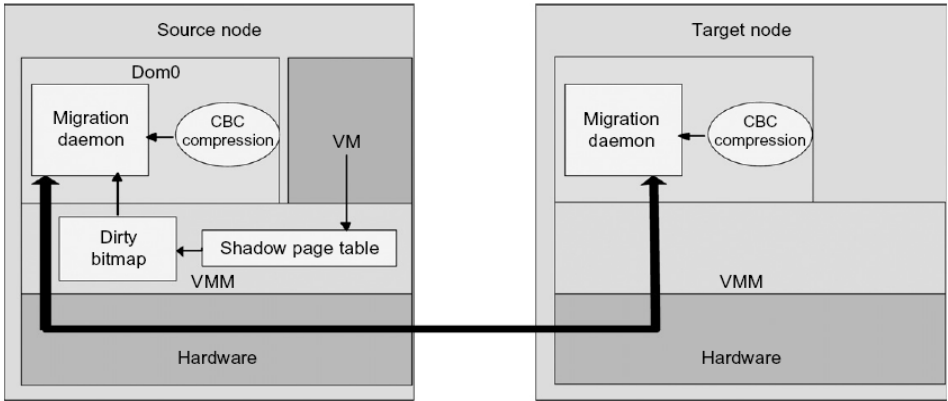 Source node
Dom0
Migration
daemon
CBC
compression
VM
Dirty
bitmap
Shadow page table
VMM
Hardware
Target node
Migration
daemon
CBC
compression
VMM
Hardware